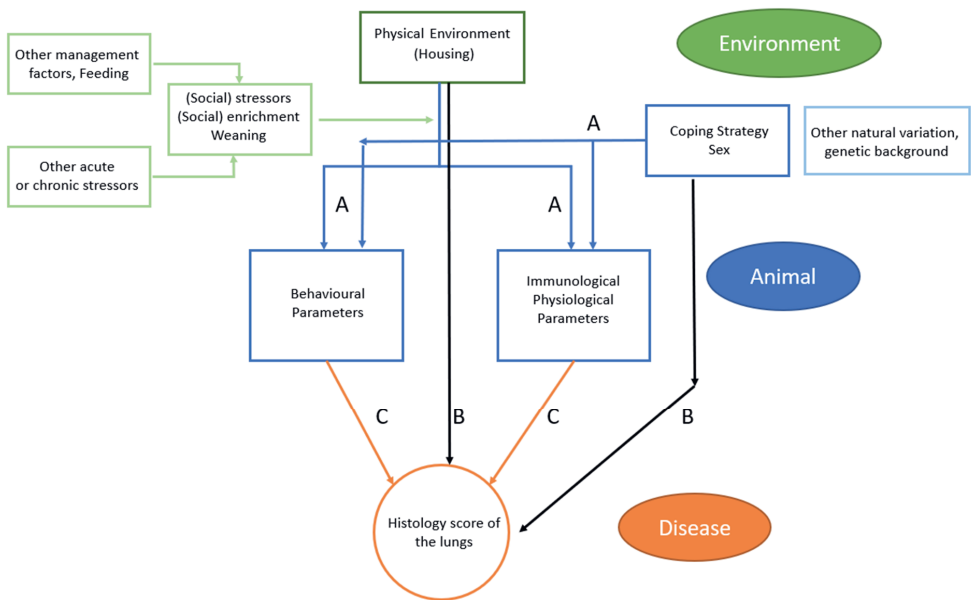 Physical Environment
(Housing)
Environment
Other management
factors, Feeding
(Social) stressors
(Social) enrichment
Weaning
Other acute
or chronic stressors
A
Coping Strategy
Sex
Other natural variation,
genetic background
A
A
Behavioural
Parameters
Immunological
Physiological
Parameters
Animal
C
B
C
B
Histology score of
the lungs
Disease